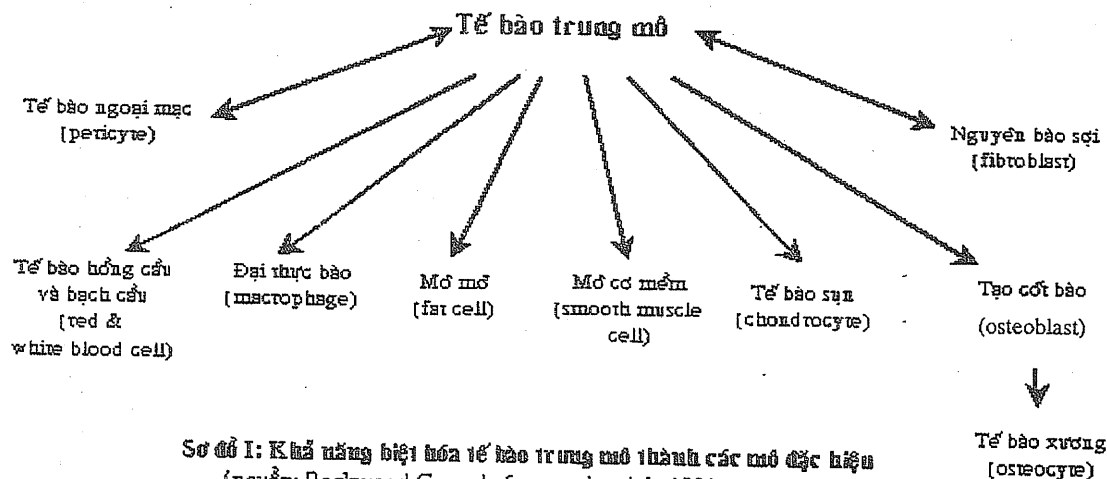 Tế bào trung mô
Tế bào ngoại mạc
(pericyte)
Nguyên bào sợi
(fibroblast)
Tế bào hồng cầu
và bạch cầu
(red &
white blood cell)
Đại thực bào
(macrophage)
Mô mỡ
(fat cell)
Mô cơ mềm
(smooth muscle
cell)
Tế bào sụn
(chondrocyte)
Tạo cốt bào
(osteoblast)
Tế bào xương
(osteocyte)
Sơ đồ I: Khả năng biệt hóa tế bào trung mô thành các mô đặc hiệu